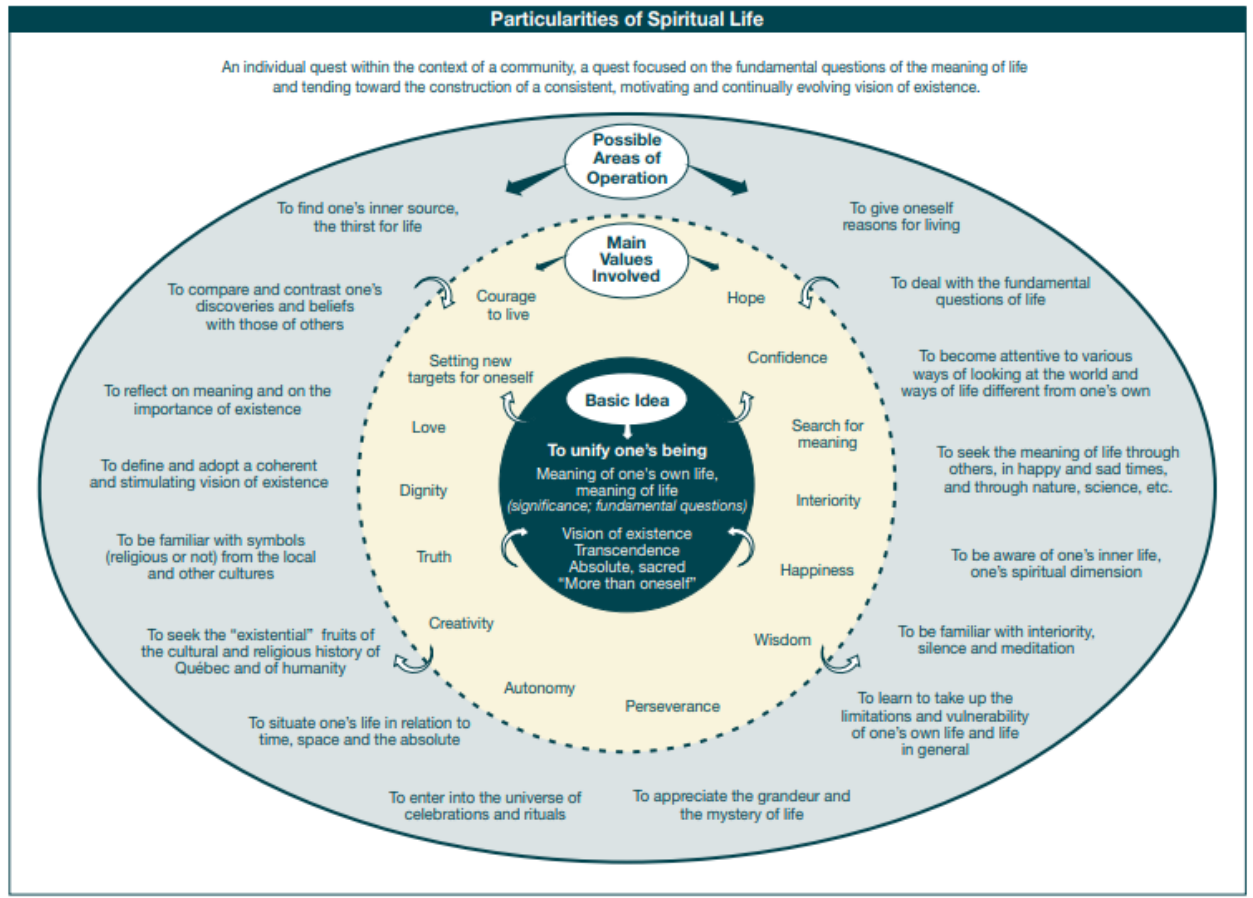 Particularities of Spiritual Life
An individual quest within the context of a community, a quest focused on the fundamental questions of the meaning of life
and tending toward the construction of a consistent, motivating and continually evolving vision of existence.
Possible
Areas of
Operation
To find one's inner source,
the thirst for life
To compare and contrast one's
discoveries and beliefs
with those of others
To reflect on meaning and on the
importance of existence
To define and adopt a coherent
and stimulating vision of existence
To be familiar with symbols
(religious or not) from the local
and other cultures
To seek the “existential” fruits of
the cultural and religious history of
Québec and of humanity
To situate one's life in relation to
time, space and the absolute
To enter into the universe of
celebrations and rituals
To give oneself
reasons for living
To deal with the fundamental
questions of life
To become attentive to various
ways of looking at the world and
ways of life different from one's own
To seek the meaning of life through
others, in happy and sad times,
and through nature, science, etc.
To be aware of one's inner life,
one's spiritual dimension
To be familiar with interiority,
silence and meditation
To learn to take up the
limitations and vulnerability
of one's own life and life
in general
To appreciate the grandeur and
the mystery of life
Main
Values
Involved
Courage
to live
Setting new
targets for oneself
Love
Dignity
Truth
Creativity
Autonomy
Perseverance
Hope
Confidence
Search for
meaning
Interiority
Happiness
Wisdom
Basic Idea
To unify one's being
Meaning of one's own life,
meaning of life
(significance; fundamental questions)
Vision of existence
Transcendence
Absolute, sacred
“More than oneself”